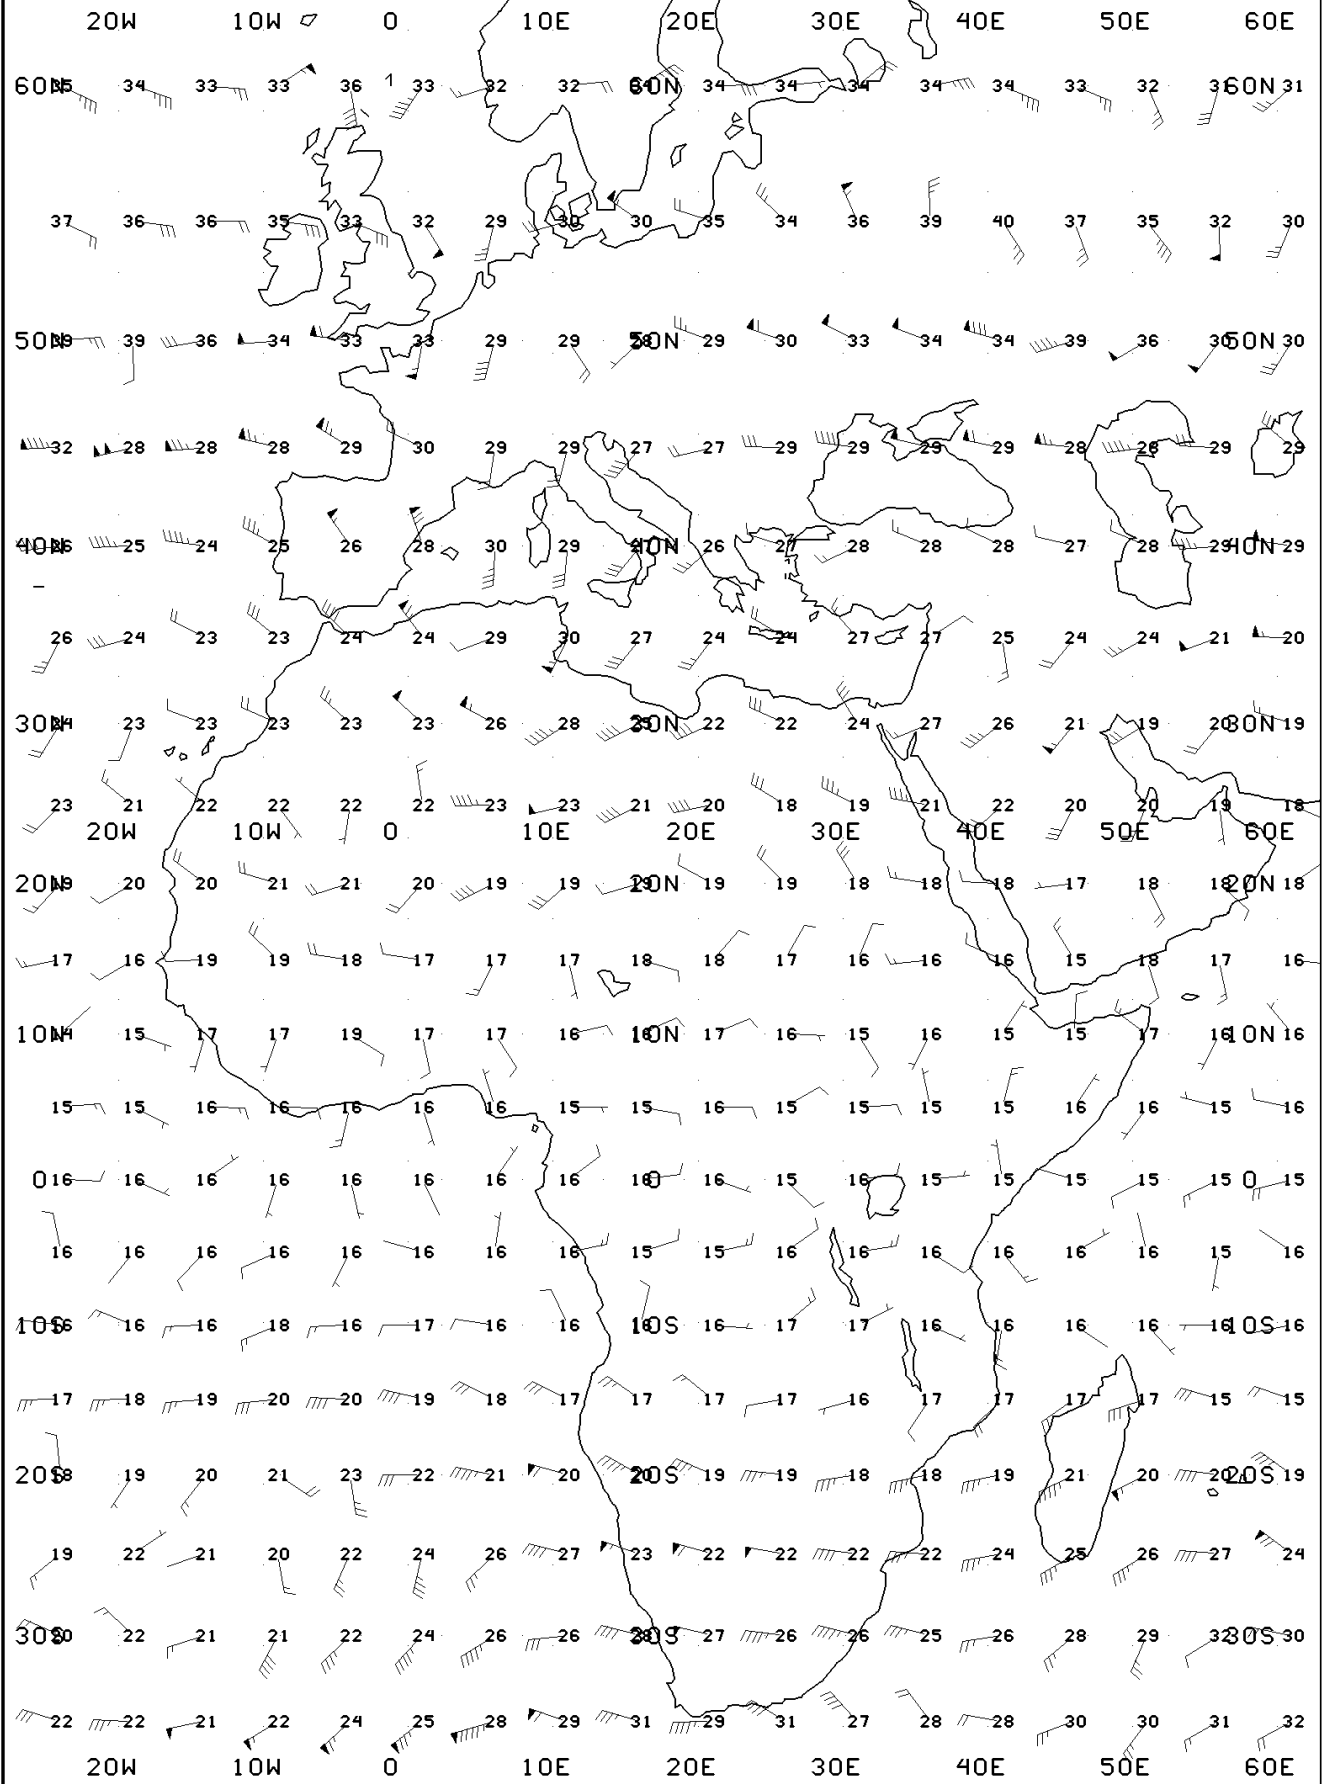 20W 10W 0 10E 20E 30E 40E 50E 60E
60N 34 33 33 36 1 33 32 32 60N 34 34 34 34 34 33 32 31 60N 31
37 36 36 35 33 32 29 30 30 35 34 36 39 40 37 35 32 30
50N 39 36 34 33 33 29 29 50N 29 30 33 34 34 39 36 30 50N 30
32 28 28 28 29 30 29 29 27 27 29 29 29 29 28 28 29 29
40N 26 25 24 25 26 28 30 29 40N 26 27 28 28 28 27 28 29 40N 29
26 24 23 23 24 24 29 30 27 24 24 27 27 25 24 24 21 20
30N 23 23 23 23 23 26 28 30N 22 22 24 27 26 21 19 20 30N 19
23 21 22 22 22 22 23 23 21 20 18 19 21 22 20 20 19 18
20W 10W 0 10E 20E 30E 40E 50E 60E
20N 20 20 21 21 20 19 19 20N 19 19 18 18 18 17 18 18 20N 18
17 16 19 19 18 17 17 17 18 18 17 16 16 16 15 18 17 16
10N 15 17 17 19 17 17 16 10N 17 16 15 16 15 15 17 16 10N 16
15 15 16 16 16 16 16 15 15 16 15 15 15 15 16 16 15 16
0 16 16 16 16 16 16 16 16 0 16 15 16 15 15 15 15 15 0 15
16 16 16 16 16 16 16 16 15 15 16 16 16 16 16 16 15 16
10S 16 16 18 16 17 16 16 10S 16 17 17 16 16 16 16 16 10S 16
17 18 19 20 20 19 18 17 17 17 17 16 17 17 17 17 15 15
20S 19 20 21 23 22 21 20 20S 19 19 18 18 19 21 20 20 20S 19
19 22 21 20 22 24 26 27 23 22 22 22 22 24 25 26 27 24
30S 22 21 21 22 24 26 26 30S 27 26 26 25 26 28 29 32 30S 30
22 22 21 22 24 25 28 29 31 29 31 27 28 28 30 30 31 32
20W 10W 0 10E 20E 30E 40E 50E 60E